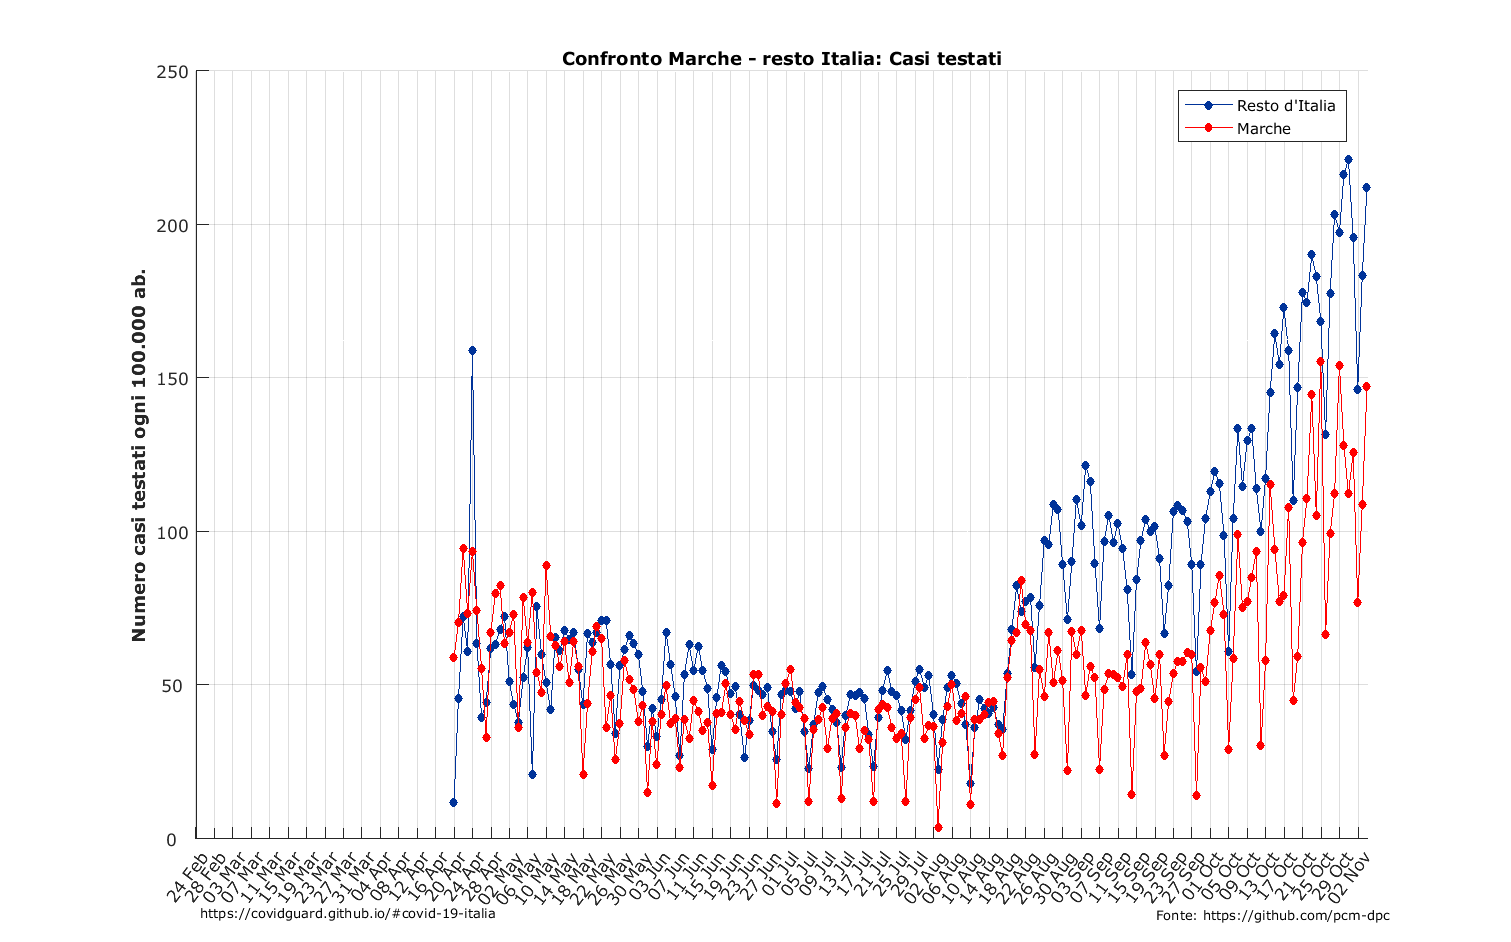 Confronto Marche - resto Italia: Casi testati
Resto d'Italia
Marche
Numero casi testati ogni 100.000 ab.
250
200
150
100
50
0
24 Feb
28 Feb
03 Mar
07 Mar
11 Mar
15 Mar
19 Mar
23 Mar
27 Mar
31 Mar
04 Apr
08 Apr
12 Apr
16 Apr
20 Apr
24 Apr
28 Apr
02 May
06 May
10 May
14 May
18 May
22 May
26 May
30 May
03 Jun
07 Jun
11 Jun
15 Jun
19 Jun
23 Jun
27 Jun
01 Jul
05 Jul
09 Jul
13 Jul
17 Jul
21 Jul
25 Jul
29 Jul
02 Aug
06 Aug
10 Aug
14 Aug
18 Aug
22 Aug
26 Aug
30 Aug
03 Sep
07 Sep
11 Sep
15 Sep
19 Sep
23 Sep
27 Sep
01 Oct
05 Oct
09 Oct
13 Oct
17 Oct
21 Oct
25 Oct
29 Oct
02 Nov
https://covidguard.github.io/#covid-19-italia
Fonte: https://github.com/pcm-dpc